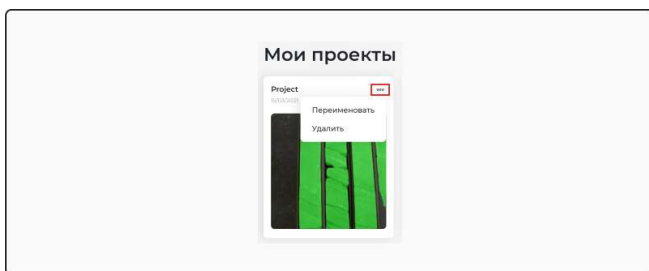 Мои проекты
Project
Переименовать
Удалить